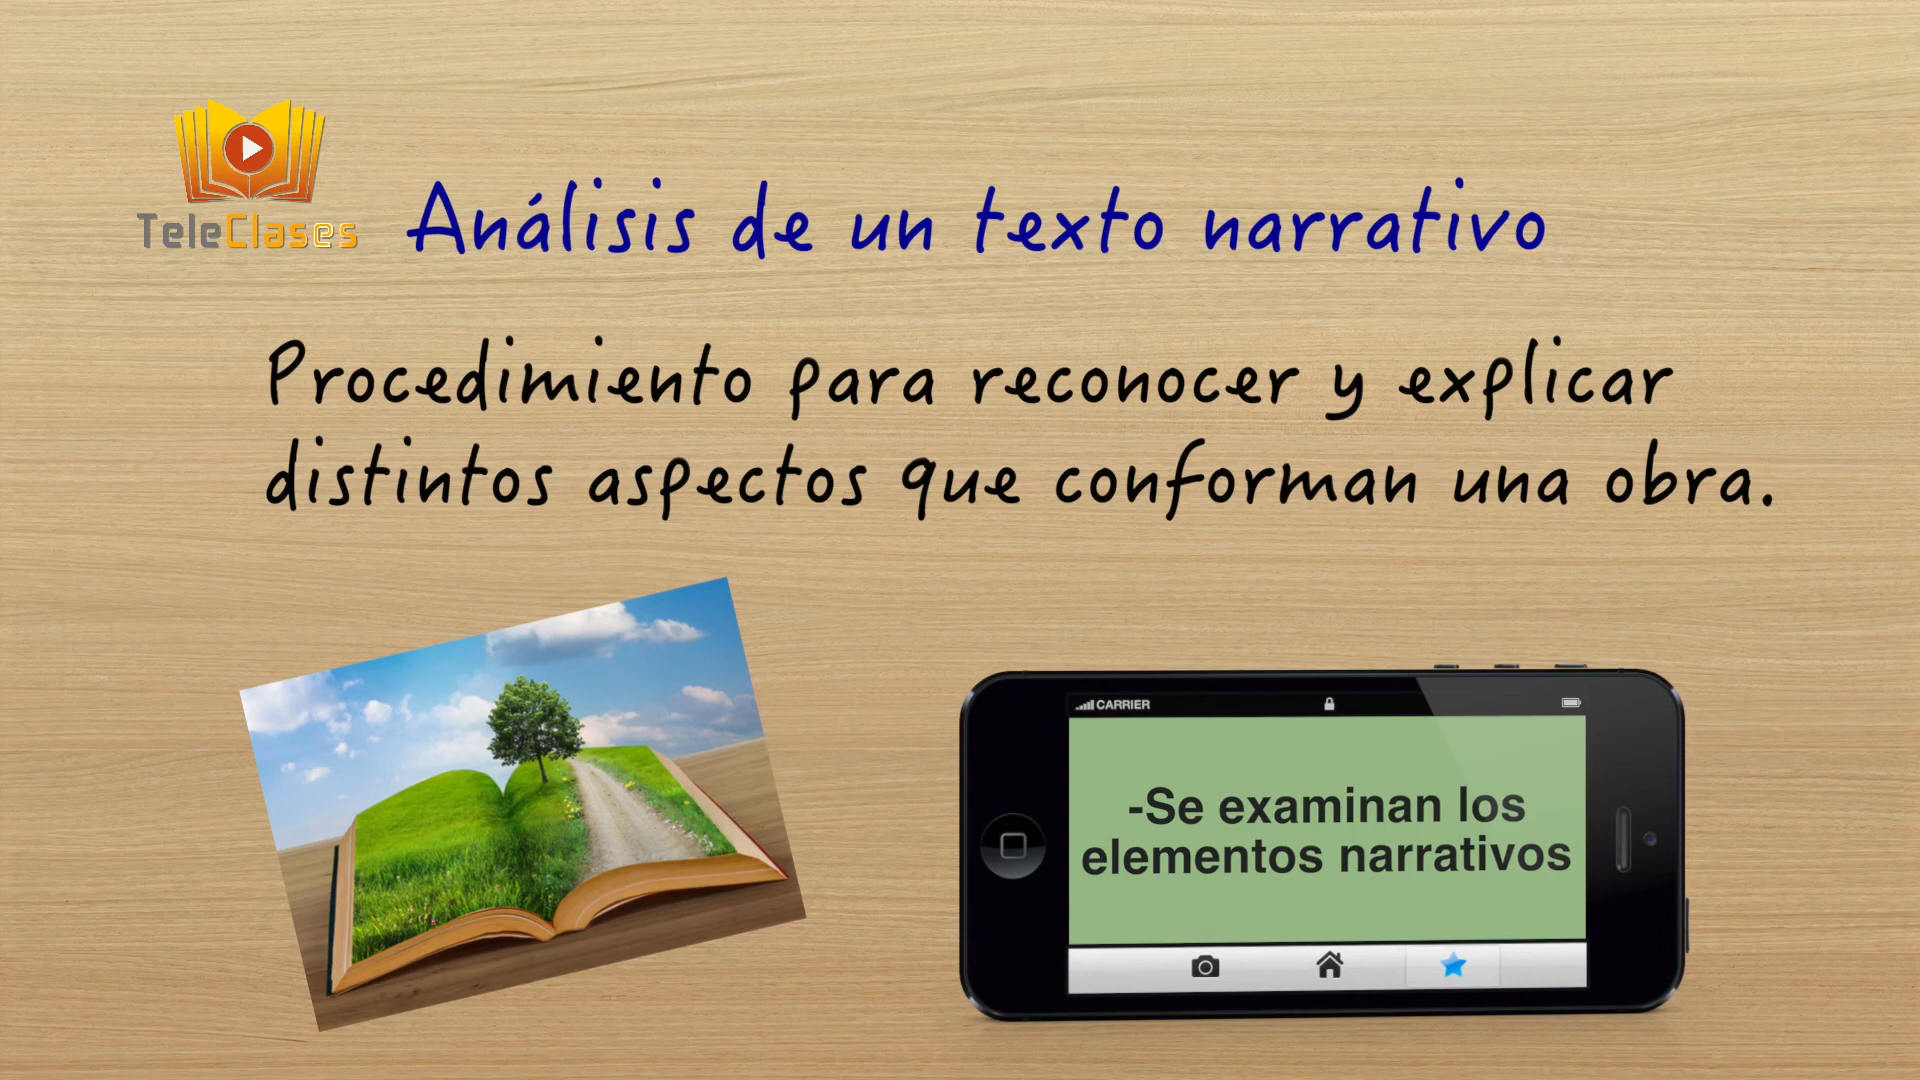 TeleClases
Análisis de un texto narrativo
Procedimiento para reconocer y explicar
distintos aspectos que conforman una obra.
CARRIER
-Se examinan los
elementos narrativos